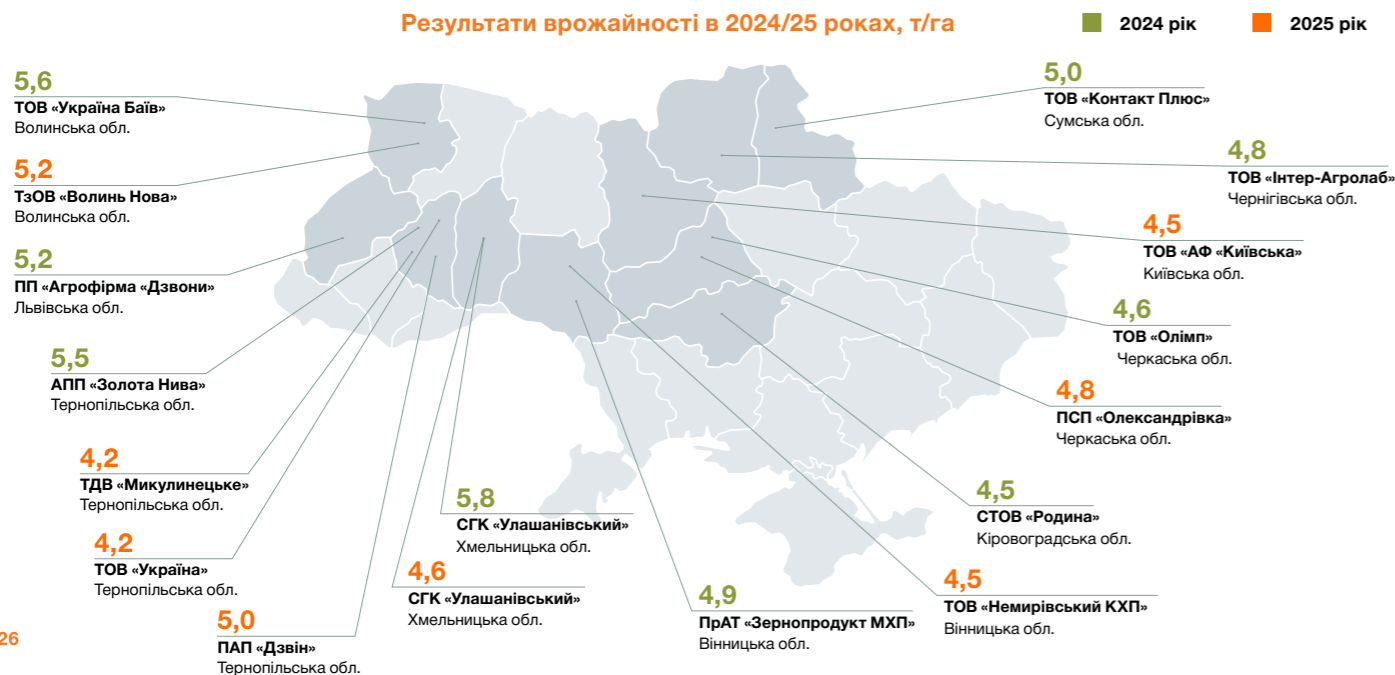 Результати врожайності в 2024/25 роках, т/га
2024 рік
2025 рік
5,6
ТОВ «Україна Баїв»
Волинська обл.
5,2
ТзОВ «Волинь Нова»
Волинська обл.
5,2
ПП «Агрофірма «Дзвони»
Львівська обл.
5,5
АПП «Золота Нива»
Тернопільська обл.
4,2
ТДВ «Микулинецьке»
Тернопільська обл.
4,2
ТОВ «Україна»
Тернопільська обл.
5,0
ПАП «Дзвін»
Тернопільська обл.
5,8
СГК «Улашанівський»
Хмельницька обл.
4,6
СГК «Улашанівський»
Хмельницька обл.
4,9
ПрАТ «Зернопродукт МХП»
Вінницька обл.
5,0
ТОВ «Контакт Плюс»
Сумська обл.
4,8
ТОВ «Інтер-Агролаб»
Чернігівська обл.
4,5
ТОВ «АФ «Київська»
Київська обл.
4,6
ТОВ «Олімп»
Черкаська обл.
4,8
ПСП «Олександрівка»
Черкаська обл.
4,5
СТОВ «Родина»
Кіровоградська обл.
4,5
ТОВ «Немирівський КХП»
Вінницька обл.
26